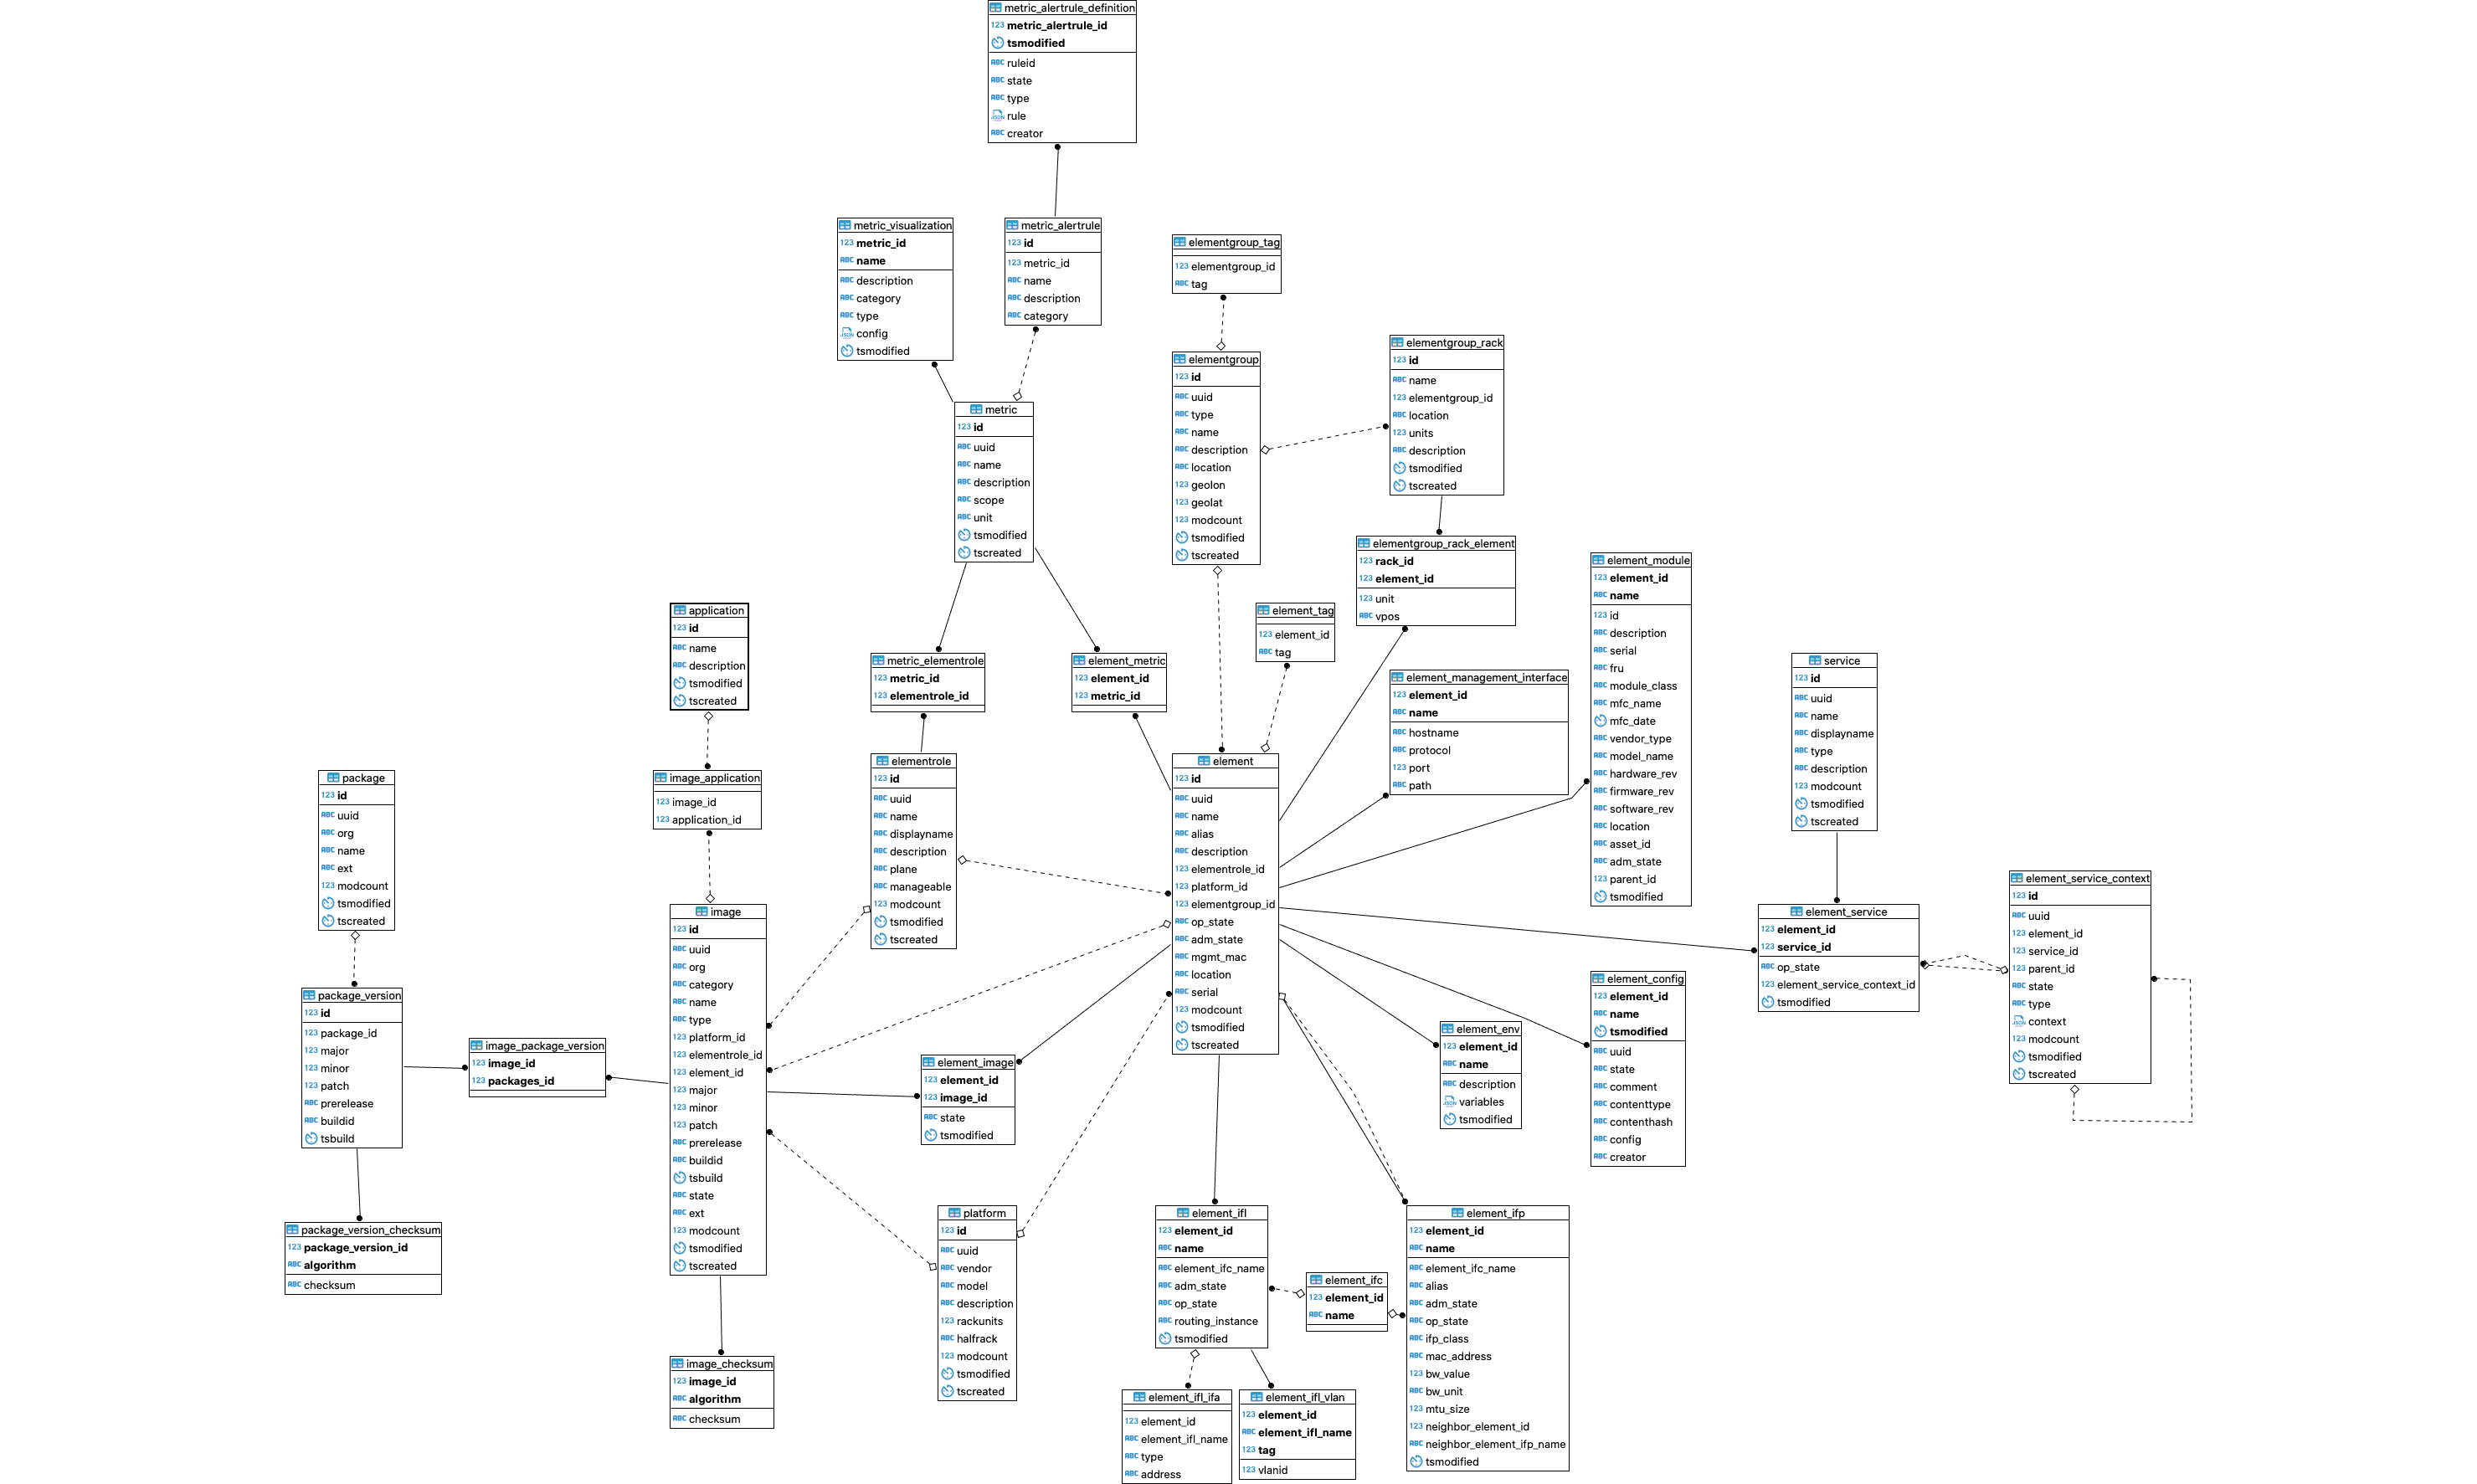 metric_alertrule_definition
123 metric_alertrule_id
tsmodified
ABC ruleid
ABC state
ABC type
JSON rule
ABC creator
metric_visualization
123 metric_id
ABC name
ABC description
ABC category
ABC type
JSON config
tsmodified
metric_alertrule
123 id
123 metric_id
ABC name
ABC description
ABC category
elementgroup_tag
123 elementgroup_id
ABC tag
elementgroup
123 id
ABC uuid
ABC type
ABC name
ABC description
ABC location
123 geolon
123 geolat
123 modcount
tsmodified
tscreated
elementgroup_rack
123 id
ABC name
123 elementgroup_id
ABC location
123 units
ABC description
tsmodified
tscreated
metric
123 id
ABC uuid
ABC name
ABC description
ABC scope
ABC unit
tsmodified
tscreated
elementgroup_rack_element
123 rack_id
123 element_id
123 unit
ABC vpos
element_module
123 element_id
ABC name
123 id
ABC description
ABC serial
ABC fru
ABC module_class
ABC mfc_name
mfc_date
ABC vendor_type
ABC model_name
ABC hardware_rev
ABC firmware_rev
ABC software_rev
ABC location
ABC asset_id
ABC adm_state
123 parent_id
tsmodified
application
123 id
ABC name
ABC description
tsmodified
tscreated
element_tag
123 element_id
ABC tag
metric_elementrole
123 metric_id
123 elementrole_id
element_metric
123 element_id
123 metric_id
element_management_interface
123 element_id
ABC name
ABC hostname
ABC protocol
123 port
ABC path
service
123 id
ABC uuid
ABC name
ABC displayname
ABC type
ABC description
123 modcount
tsmodified
tscreated
package
123 id
ABC uuid
ABC org
ABC name
ABC ext
123 modcount
tsmodified
tscreated
image_application
123 image_id
123 application_id
elementrole
123 id
ABC uuid
ABC name
ABC displayname
ABC description
ABC plane
ABC manageable
123 modcount
tsmodified
tscreated
element
123 id
ABC uuid
ABC name
ABC alias
ABC description
123 elementrole_id
123 platform_id
123 elementgroup_id
ABC op_state
ABC adm_state
ABC mgmt_mac
ABC location
ABC serial
123 modcount
tsmodified
tscreated
image
123 id
ABC uuid
ABC org
ABC category
ABC name
ABC type
123 platform_id
123 elementrole_id
123 element_id
123 major
123 minor
123 patch
ABC prerelease
ABC buildid
tsbuild
ABC state
ABC ext
123 modcount
tsmodified
tscreated
element_service
123 element_id
123 service_id
ABC op_state
123 element_service_context_id
tsmodified
element_service_context
123 id
ABC uuid
123 element_id
123 service_id
123 parent_id
ABC state
ABC type
JSON context
123 modcount
tsmodified
tscreated
package_version
123 id
123 package_id
123 major
123 minor
123 patch
ABC prerelease
ABC buildid
tsbuild
image_package_version
123 image_id
123 packages_id
element_image
123 element_id
123 image_id
ABC state
tsmodified
element_env
123 element_id
ABC name
ABC description
JSON variables
tsmodified
element_config
123 element_id
ABC name
tsmodified
ABC uuid
ABC state
ABC comment
ABC contenttype
ABC contenthash
ABC config
ABC creator
package_version_checksum
123 package_version_id
ABC algorithm
ABC checksum
platform
123 id
ABC uuid
ABC vendor
ABC model
ABC description
123 rackunits
ABC halfrack
123 modcount
tsmodified
tscreated
element_ifl
123 element_id
ABC name
ABC element_ifc_name
ABC adm_state
ABC op_state
ABC routing_instance
tsmodified
element_ifc
123 element_id
ABC name
element_ifp
123 element_id
ABC name
ABC element_ifc_name
ABC alias
ABC adm_state
ABC op_state
ABC ifp_class
ABC mac_address
123 bw_value
ABC bw_unit
123 mtu_size
123 neighbor_element_id
ABC neighbor_element_ifp_name
tsmodified
image_checksum
123 image_id
ABC algorithm
ABC checksum
element_ifl_ifa
123 element_id
ABC element_ifl_name
ABC type
ABC address
element_ifl_vlan
123 element_id
ABC element_ifl_name
123 tag
123 vlanid